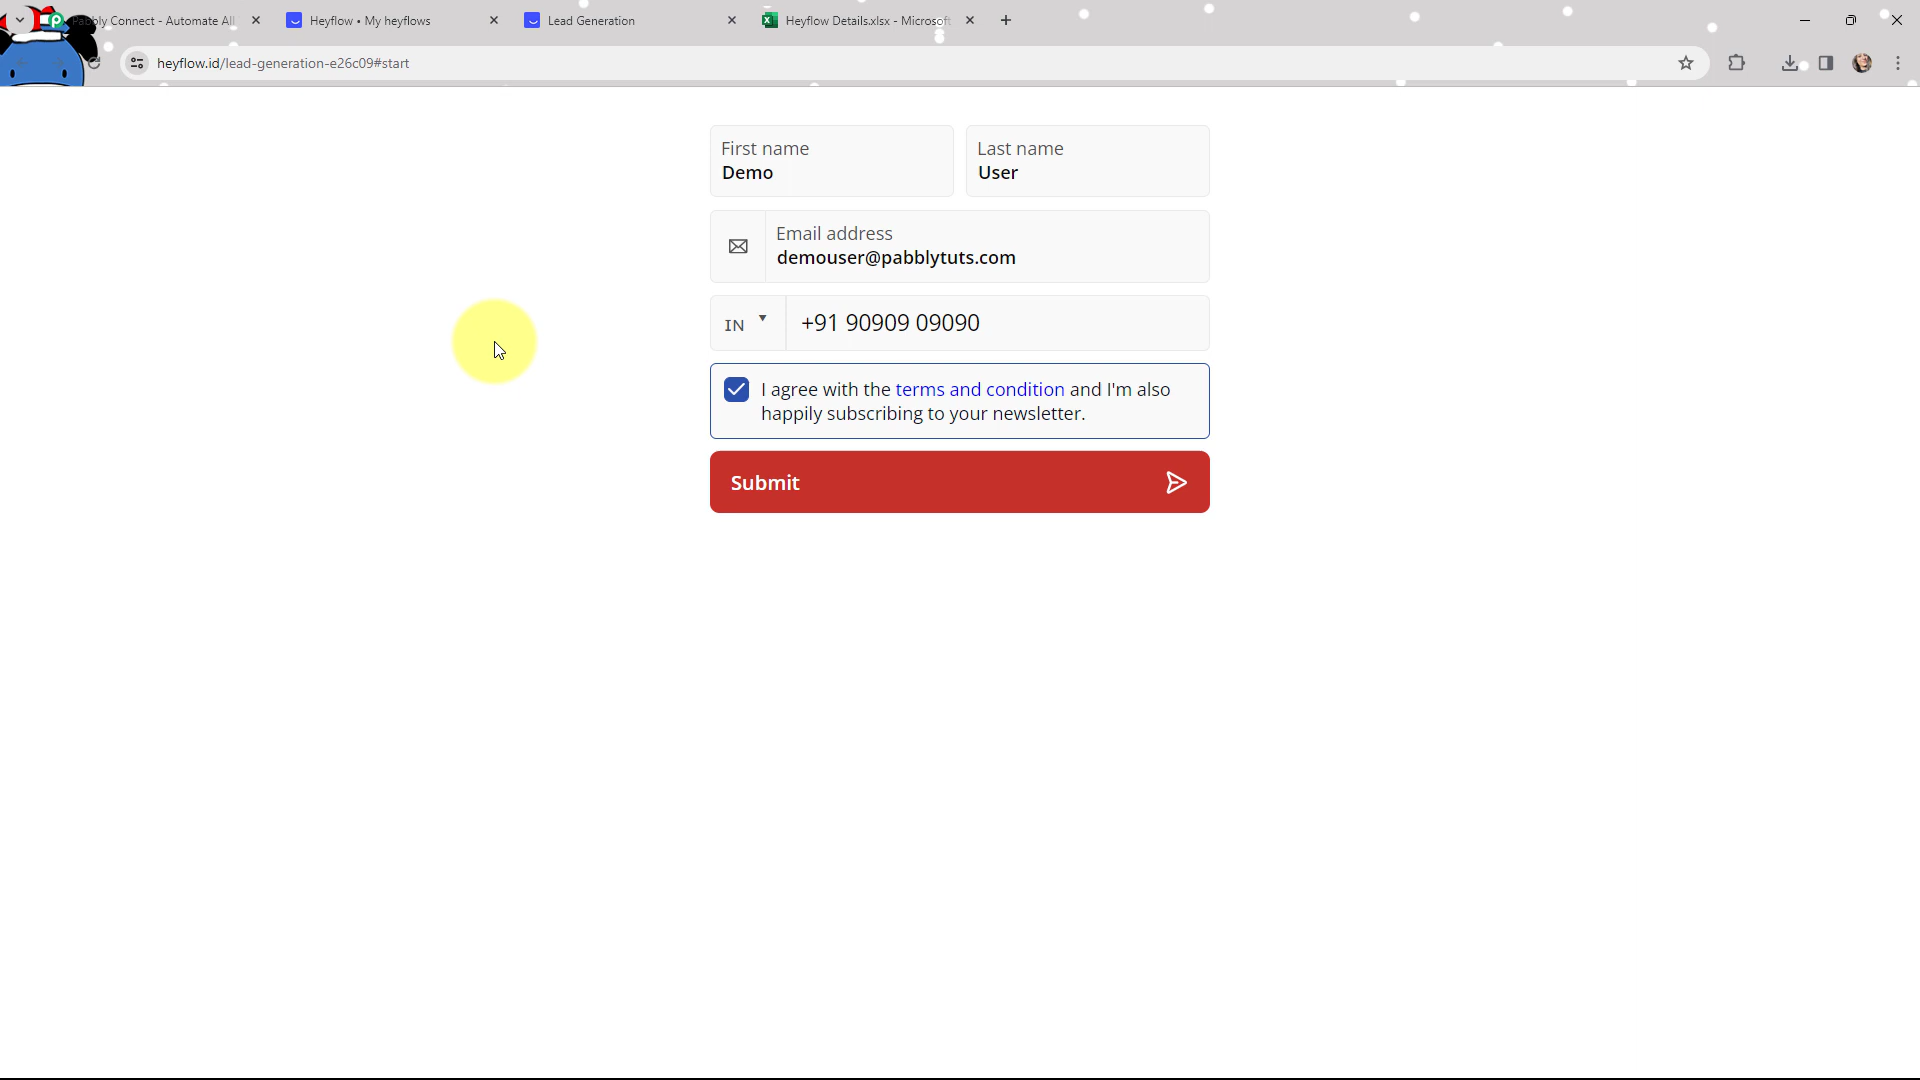 Pabbly Connect - Automate All
Heyflow • My heyflows
Lead Generation
Heyflow Details.xlsx - Microsoft
heyflow.id/lead-generation-e26c09#start
First name
Demo
Last name
User
Email address
demouser@pabblytuts.com
IN
+91 90909 09090
I agree with the terms and condition and I'm also
happily subscribing to your newsletter.
Submit